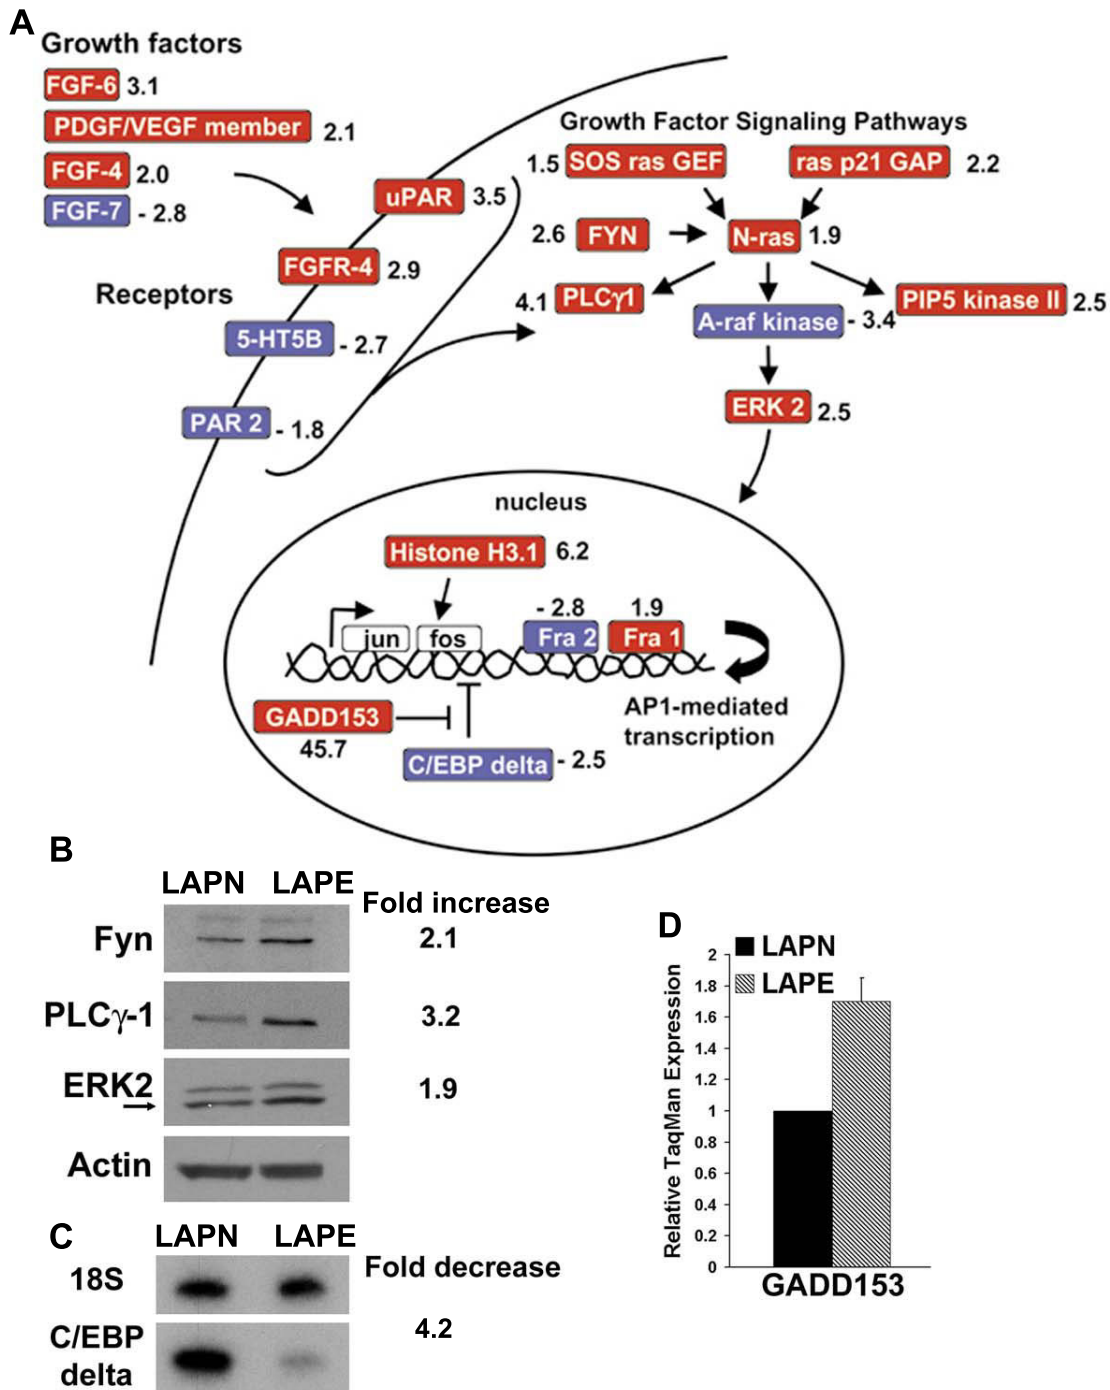 A
Growth factors
FGF-6 3.1
PDGF/VEGF member 2.1
FGF-4 2.0
FGF-7 - 2.8
uPAR 3.5
FGFR-4 2.9
Receptors
5-HT5B - 2.7
PAR 2 - 1.8
Growth Factor Signaling Pathways
1.5 SOS ras GEF
ras p21 GAP 2.2
2.6 FYN
N-ras 1.9
4.1 PLCγ1
A-raf kinase - 3.4
PIP5 kinase II 2.5
ERK 2 2.5
nucleus
Histone H3.1 6.2
- 2.8 1.9
jun fos Fra 2 Fra 1
GADD153
45.7
C/EBP delta - 2.5
AP1-mediated
transcription
B
LAPN LAPE
Fold increase
Fyn 2.1
PLCγ-1 3.2
ERK2 1.9
Actin
C
LAPN LAPE
Fold decrease
18S
C/EBP
delta
4.2
D
LAPN
LAPE
Relative TaqMan Expression
2
1.8
1.6
1.4
1.2
1
0.8
0.6
0.4
0.2
0
GADD153